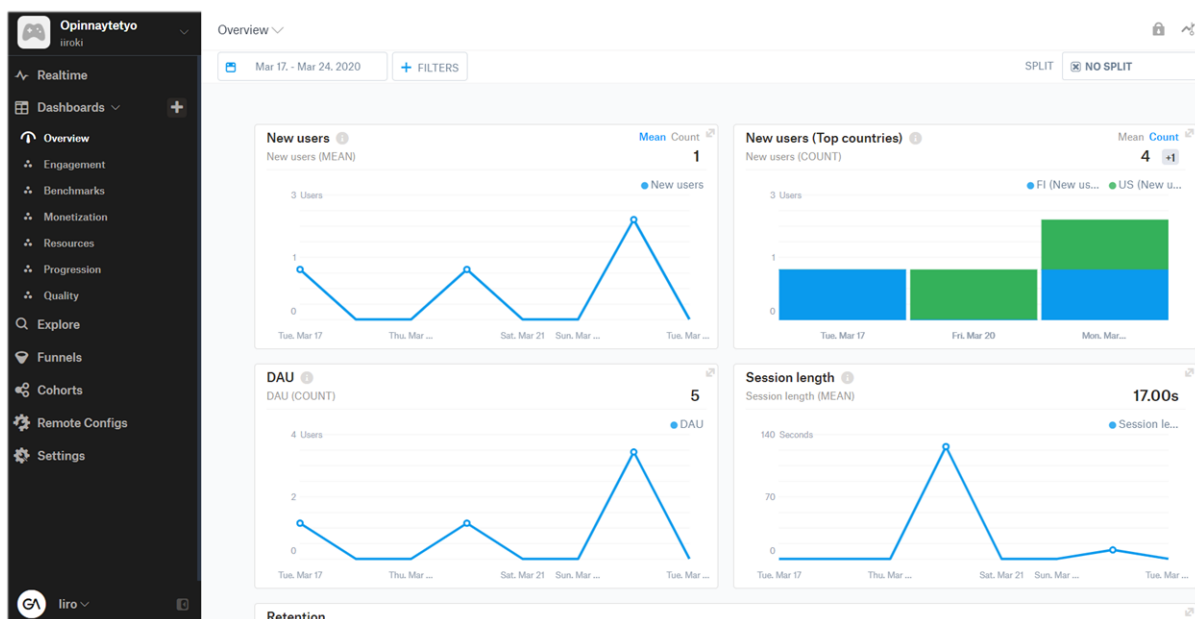 Opinnaytetyo
iiroki
Realtime
Dashboards
Overview
Engagement
Benchmarks
Monetization
Resources
Progression
Quality
Explore
Funnels
Cohorts
Remote Configs
Settings
GA
Iiro
Overview
Mar 17. - Mar 24. 2020
+ FILTERS
SPLIT
NO SPLIT
New users
Mean Count
New users (MEAN)
1
New users
3 Users
1
0
Tue. Mar 17 Thu. Mar ... Sat. Mar 21 Sun. Mar ... Tue. Mar ...
New users (Top countries)
Mean Count
New users (COUNT)
4 +1
FI (New us... US (New u...
3 Users
1
0
Tue. Mar 17 Fri. Mar 20 Mon. Mar...
DAU
DAU (COUNT)
5
DAU
4 Users
2
0
Tue. Mar 17 Thu. Mar ... Sat. Mar 21 Sun. Mar ... Tue. Mar ...
Session length
Session length (MEAN)
17.00s
Session le...
140 Seconds
70
0
Tue. Mar 17 Thu. Mar ... Sat. Mar 21 Sun. Mar ... Tue. Mar ...
Retention